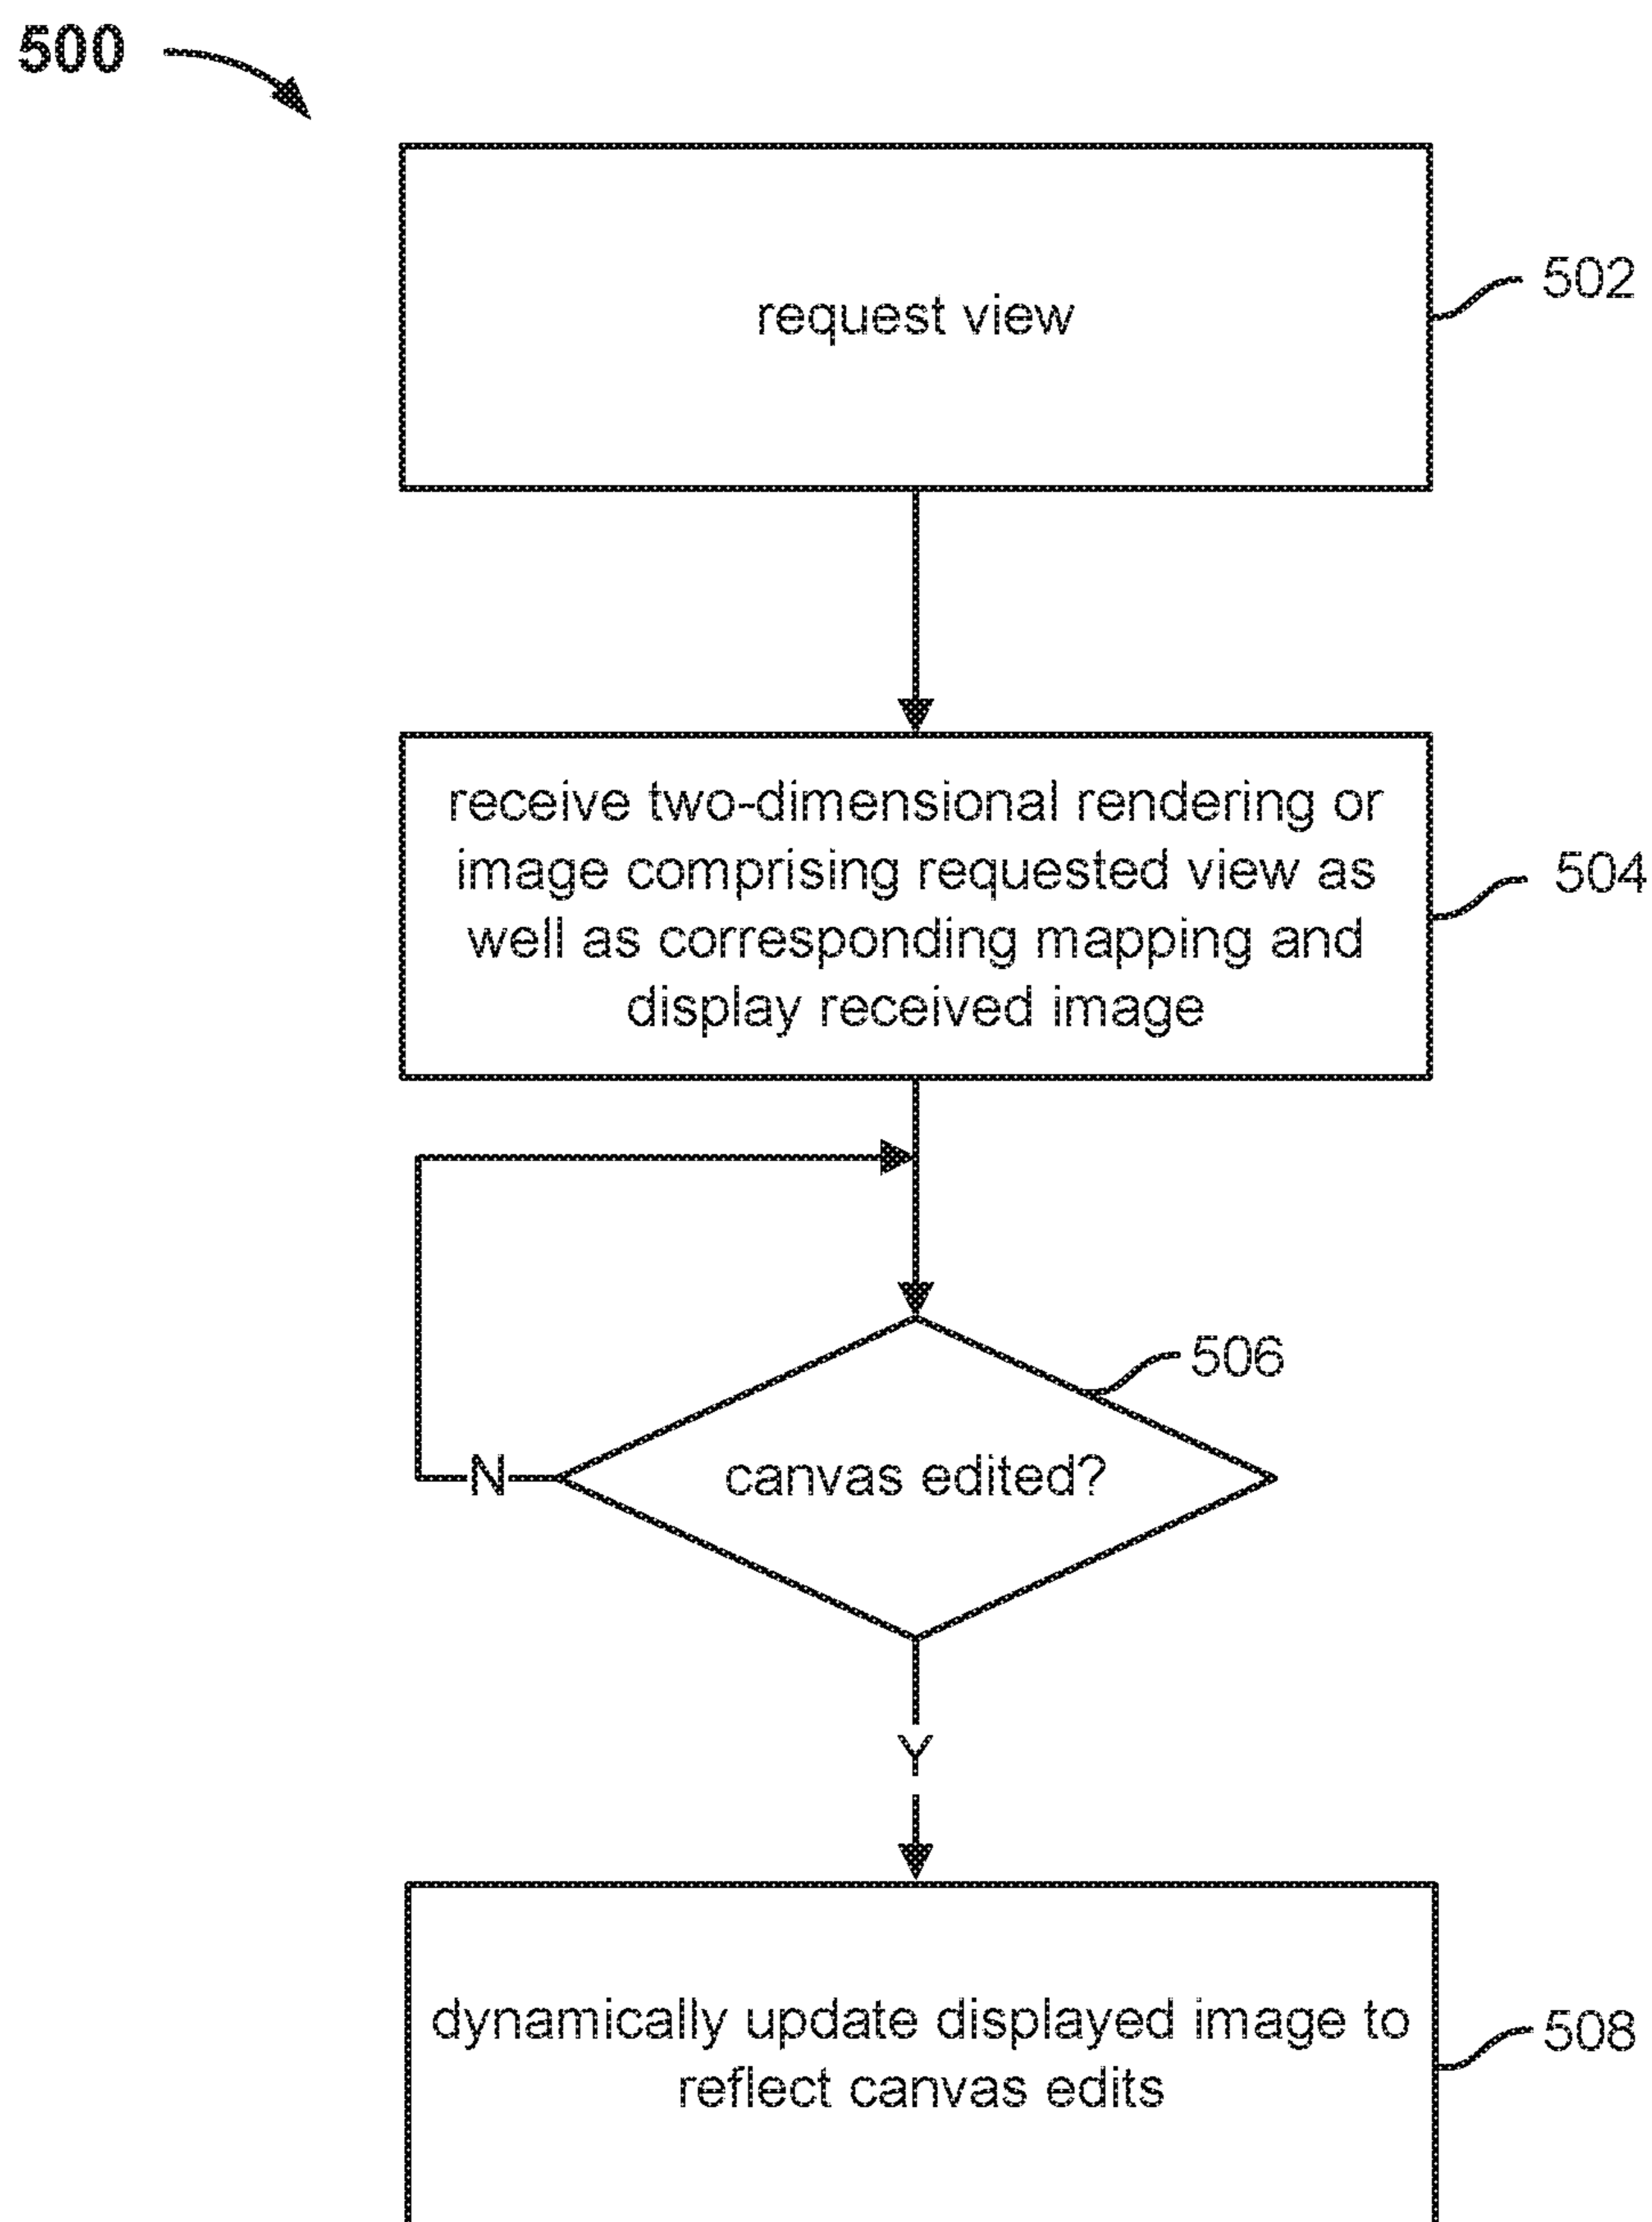 500
request view
502
receive two-dimensional rendering or
image comprising requested view as
well as corresponding mapping and
display received image
504
506
canvas edited?
N
Y
dynamically update displayed image to
reflect canvas edits
508